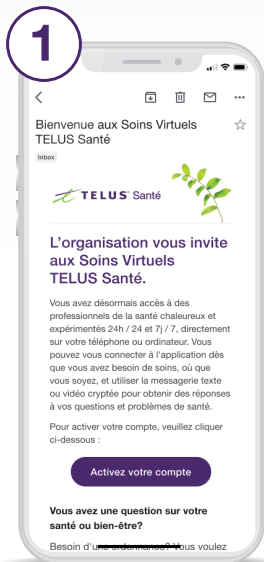 1
Bienvenue aux Soins Virtuels
TELUS Santé
Inbox
TELUS® Santé
L'organisation vous invite
aux Soins Virtuels
TELUS Santé.
Vous avez désormais accès à des
professionnels de la santé chaleureux et
expérimentés 24h / 24 et 7j / 7, directement
sur votre téléphone ou ordinateur. Vous
pouvez vous connecter à l'application dès
que vous avez besoin de soins, où que
vous soyez, et utiliser la messagerie texte
ou vidéo cryptée pour obtenir des réponses
à vos questions et problèmes de santé.
Pour activer votre compte, veuillez cliquer
ci-dessous :
Activez votre compte
Vous avez une question sur votre
santé ou bien-être?
Besoin d'une ordonnance? Vous voulez